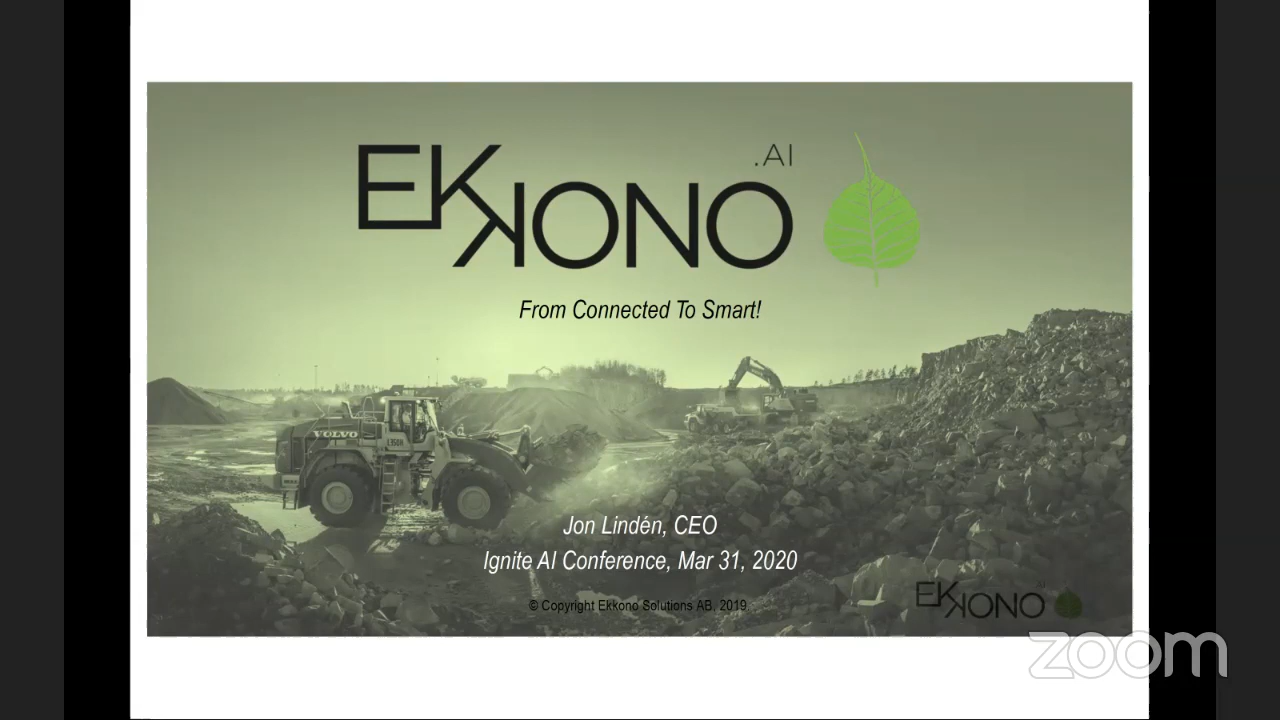 EKKONO
.AI
From Connected To Smart!
VOLVO
L350H
Jon Lindén, CEO
Ignite AI Conference, Mar 31, 2020
© Copyright Ekkono Solutions AB, 2019
EKKONO
zoom